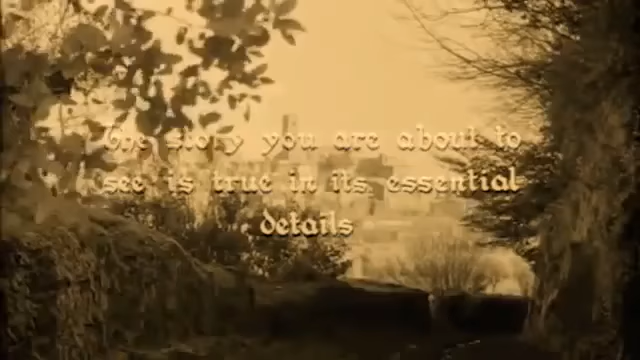 The story you are about to
see is true in its essential
details